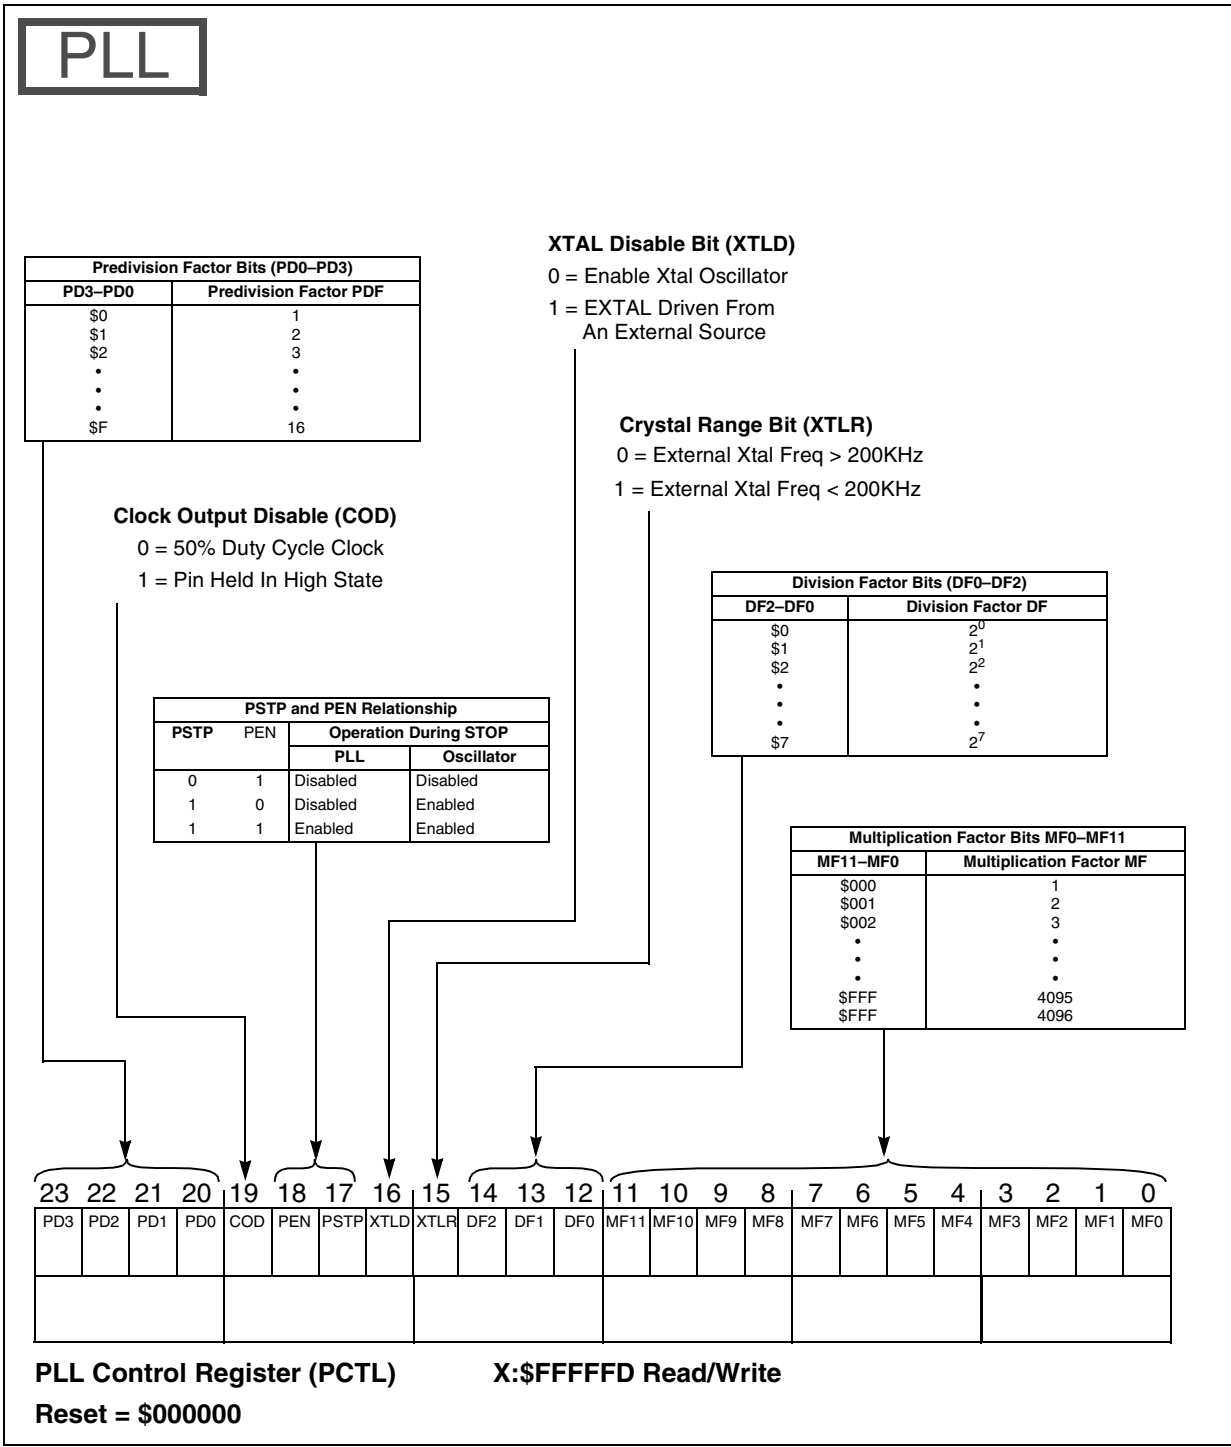 PLL
XTAL Disable Bit (XTLD)
0 = Enable Xtal Oscillator
1 = EXTAL Driven From
An External Source
Predivision Factor Bits (PD0–PD3)
PD3–PD0 Predivision Factor PDF
$0 1
$1 2
$2 3
• •
• •
• •
$F 16
Crystal Range Bit (XTLR)
0 = External Xtal Freq > 200KHz
1 = External Xtal Freq < 200KHz
Clock Output Disable (COD)
0 = 50% Duty Cycle Clock
1 = Pin Held In High State
Division Factor Bits (DF0–DF2)
DF2–DF0 Division Factor DF
$0 2^0
$1 2^1
$2 2^2
• •
• •
• •
$7 2^7
PSTP and PEN Relationship
PSTP PEN Operation During STOP
PLL Oscillator
0 1 Disabled Disabled
1 0 Disabled Enabled
1 1 Enabled Enabled
Multiplication Factor Bits MF0–MF11
MF11–MF0 Multiplication Factor MF
$000 1
$001 2
$002 3
• •
• •
• •
$FFF 4095
$FFF 4096
23 22 21 20 19 18 17 16 15 14 13 12 11 10 9 8 7 6 5 4 3 2 1 0
PD3 PD2 PD1 PD0 COD PEN PSTP XTLD XTLR DF2 DF1 DF0 MF11 MF10 MF9 MF8 MF7 MF6 MF5 MF4 MF3 MF2 MF1 MF0
PLL Control Register (PCTL) X:$FFFFFD Read/Write
Reset = $000000